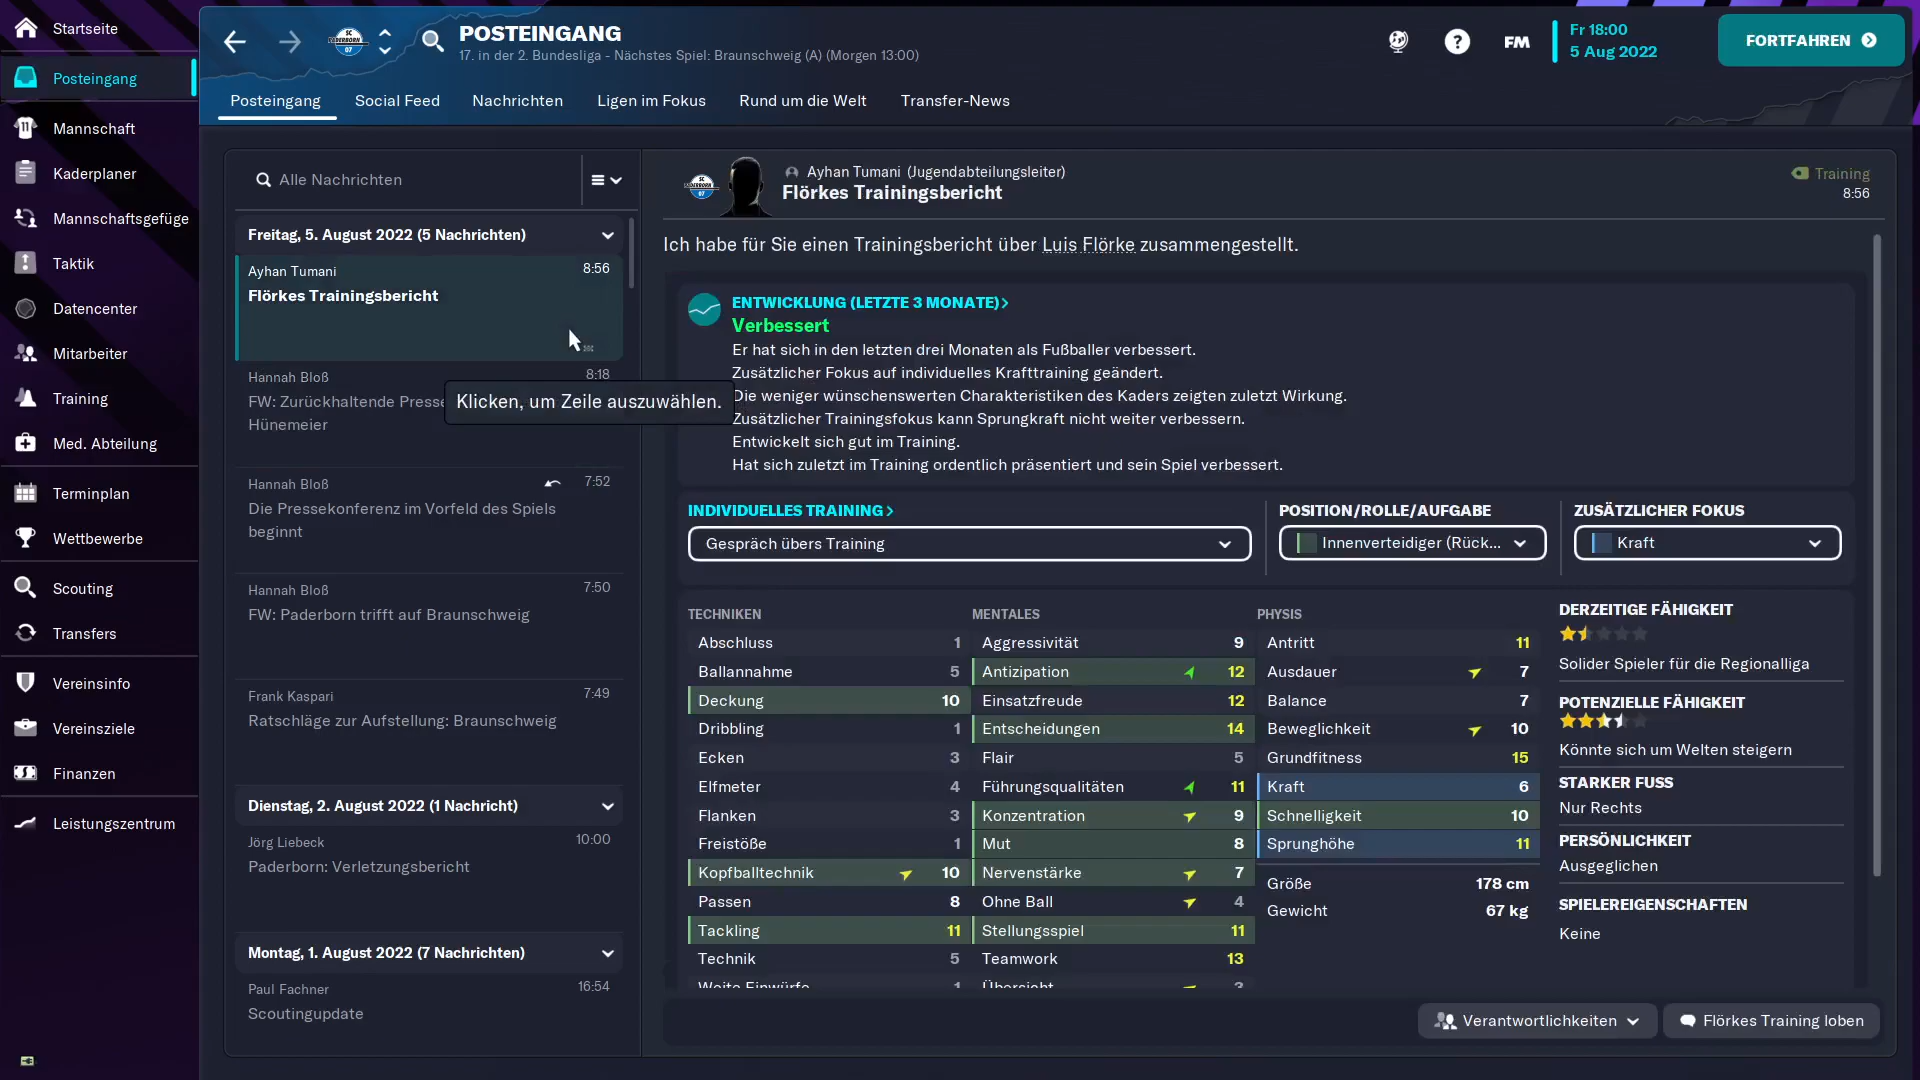 Startseite
Posteingang
Mannschaft
Kaderplaner
Mannschaftsgefüge
Taktik
Datencenter
Mitarbeiter
Training
Med. Abteilung
Terminplan
Wettbewerbe
Scouting
Transfers
Vereinsinfo
Vereinsziele
Finanzen
Leistungszentrum
POSTEINGANG
17. in der 2. Bundesliga - Nächstes Spiel: Braunschweig (A) (Morgen 13:00)
FM
Fr 18:00
5 Aug 2022
FORTFAHREN
Posteingang Social Feed Nachrichten Ligen im Fokus Rund um die Welt Transfer-News
Alle Nachrichten
Freitag, 5. August 2022 (5 Nachrichten)
Ayhan Tumani 8:56
Flörkes Trainingsbericht
Hannah Bloß 8:18
FW: Zurückhaltende Presse
Hünemeier
Klicken, um Zeile auszuwählen.
Hannah Bloß 7:52
Die Pressekonferenz im Vorfeld des Spiels
beginnt
Hannah Bloß 7:50
FW: Paderborn trifft auf Braunschweig
Frank Kaspari 7:49
Ratschläge zur Aufstellung: Braunschweig
Dienstag, 2. August 2022 (1 Nachricht)
Jörg Liebeck 10:00
Paderborn: Verletzungsbericht
Montag, 1. August 2022 (7 Nachrichten)
Paul Fachner 16:54
Scoutingupdate
Ayhan Tumani (Jugendabteilungsleiter)
Flörkes Trainingsbericht
Training
8:56
Ich habe für Sie einen Trainingsbericht über Luis Flörke zusammengestellt.
ENTWICKLUNG (LETZTE 3 MONATE)
Verbessert
Er hat sich in den letzten drei Monaten als Fußballer verbessert.
Zusätzlicher Fokus auf individuelles Krafttraining geändert.
Die weniger wünschenswerten Charakteristiken des Kaders zeigten zuletzt Wirkung.
Zusätzlicher Trainingsfokus kann Sprungkraft nicht weiter verbessern.
Entwickelt sich gut im Training.
Hat sich zuletzt im Training ordentlich präsentiert und sein Spiel verbessert.
INDIVIDUELLES TRAINING
Gespräch übers Training
POSITION/ROLLE/AUFGABE
Innenverteidiger (Rück...
ZUSÄTZLICHER FOKUS
Kraft
TECHNIKEN
Abschluss 1
Ballannahme 5
Deckung 10
Dribbling 1
Ecken 3
Elfmeter 4
Flanken 3
Freistöße 1
Kopfballtechnik 10
Passen 8
Tackling 11
Technik 5
Weite Einwürfe 1
MENTALES
Aggressivität 9
Antizipation 12
Einsatzfreude 12
Entscheidungen 14
Flair 5
Führungsqualitäten 11
Konzentration 9
Mut 8
Nervenstärke 7
Ohne Ball 4
Stellungsspiel 11
Teamwork 13
Übersicht 3
PHYSIS
Antritt 11
Ausdauer 7
Balance 7
Beweglichkeit 10
Grundfitness 15
Kraft 6
Schnelligkeit 10
Sprunghöhe 11
Größe 178 cm
Gewicht 67 kg
DERZEITIGE FÄHIGKEIT
Solider Spieler für die Regionalliga
POTENZIELLE FÄHIGKEIT
Könnte sich um Welten steigern
STARKER FUSS
Nur Rechts
PERSÖNLICHKEIT
Ausgeglichen
SPIELEREIGENSCHAFTEN
Keine
Verantwortlichkeiten
Flörkes Training loben